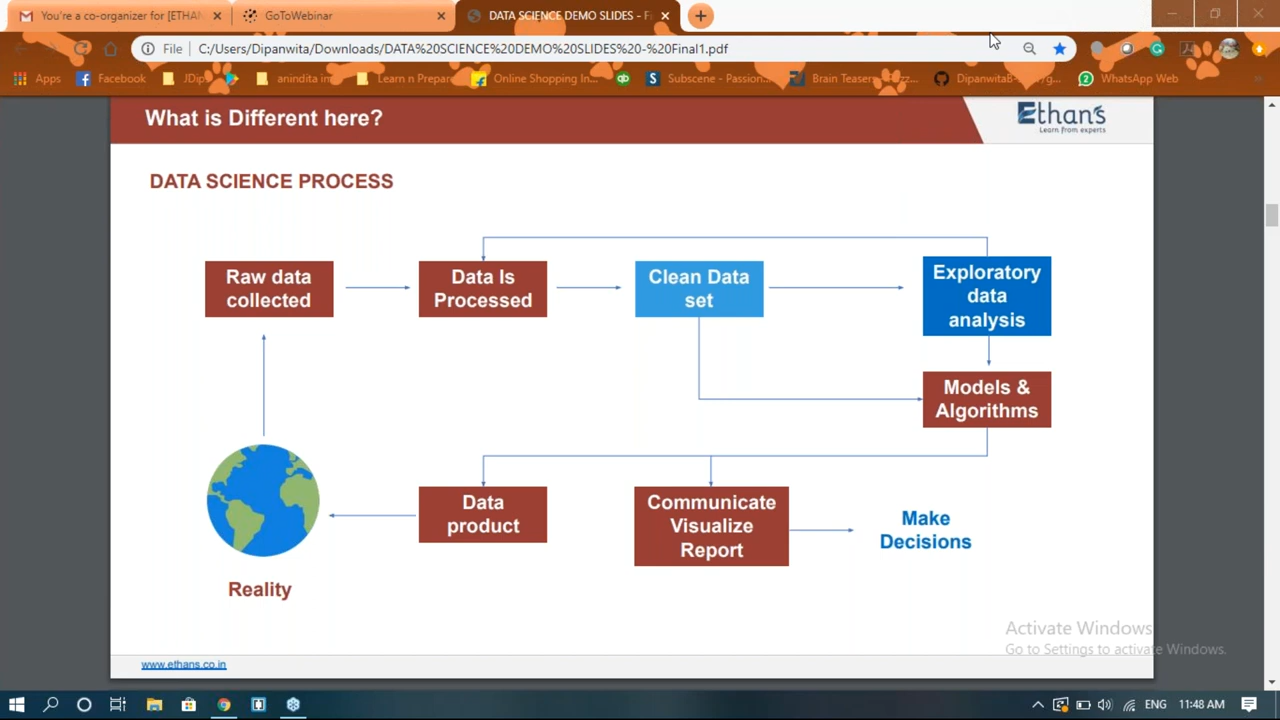 You're a co-organizer for [ETHAN
GoToWebinar
DATA SCIENCE DEMO SLIDES - Fi
File
C:/Users/Dipanwita/Downloads/DATA%20SCIENCE%20DEMO%20SLIDES%20-%20Final1.pdf
Apps
Facebook
JDips
anindita in
Learn n Prepare
Online Shopping In...
Subscene - Passion...
Brain Teasers
DipanwitaB
WhatsApp Web
What is Different here?
Ethan's
Learn from experts
DATA SCIENCE PROCESS
Raw data
collected
Data Is
Processed
Clean Data
set
Exploratory
data
analysis
Models &
Algorithms
Data
product
Communicate
Visualize
Report
Make
Decisions
Reality
www.ethans.co.in
Activate Windows
Go to Settings to activate Windows.
ENG
11:48 AM